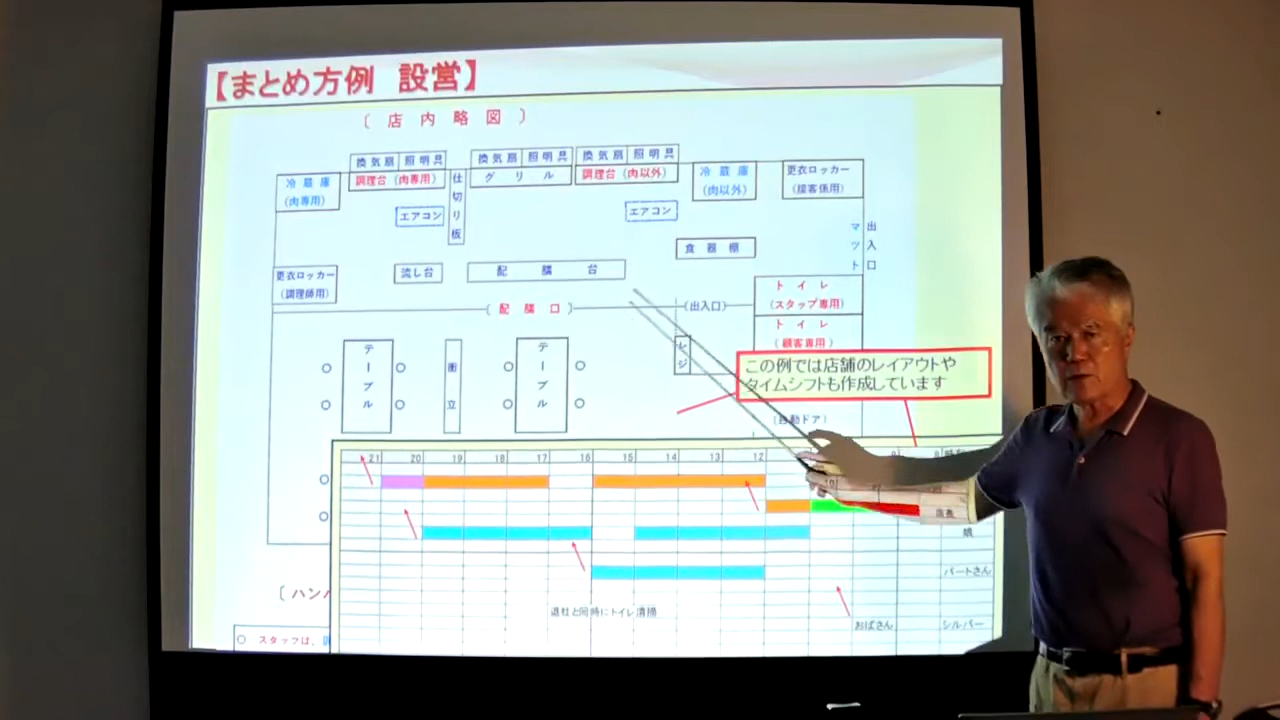 【まとめ方例 設営】
〔 店 内 略 図 〕
換気扇 照明具
換気扇 照明具
換気扇 照明具
冷蔵庫
(肉専用)
調理台(肉専用)
仕切り板
グリル
調理台(肉以外)
冷蔵庫
(肉以外)
更衣ロッカー
(接客係用)
エアコン
エアコン
マット
出入口
食器棚
更衣ロッカー
(調理師用)
流し台
配膳台
トイレ
(スタッフ専用)
〔 配 膳 口 〕
(出入口)
トイレ
(顧客専用)
テーブル
衝立
テーブル
レジ
この例では店舗のレイアウトや
タイムシフトも作成しています
(自動ドア)
21 20 19 18 17 16 15 14 13 12
娘
パートさん
退社と同時にトイレ清掃
おばさん
シルバー
〔 ハン
○ スタッフは、